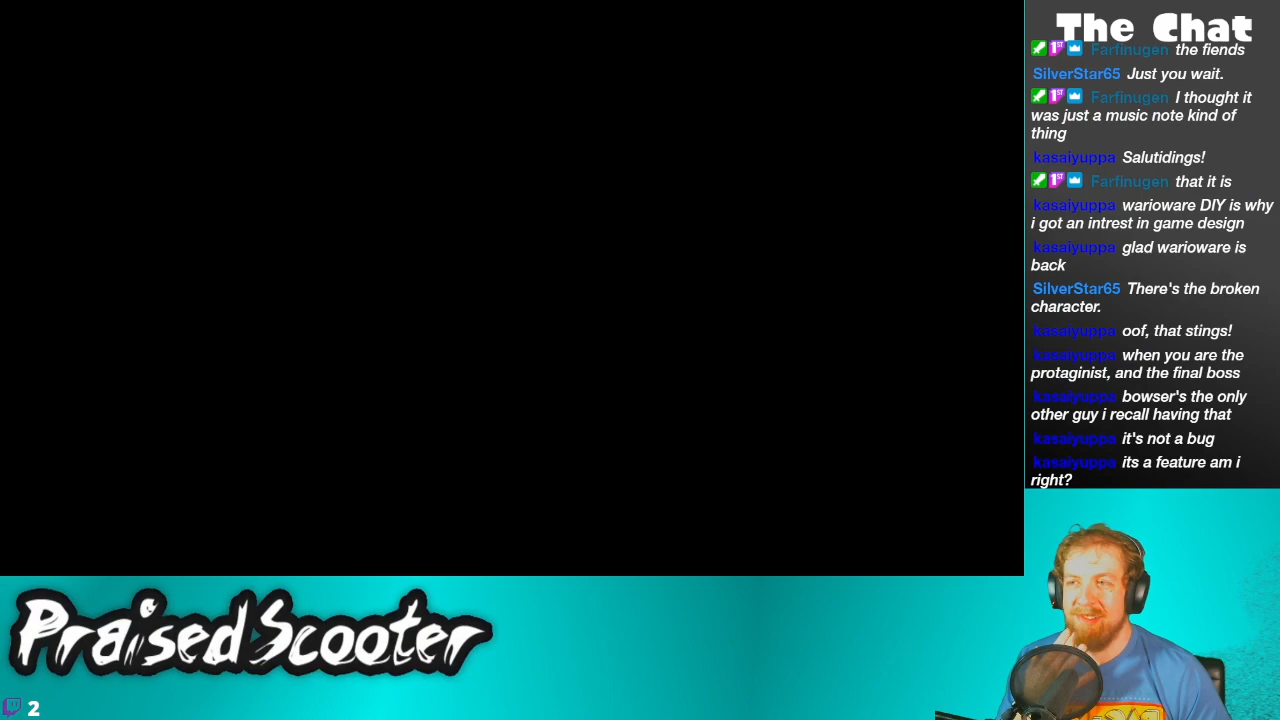 The Chat
1ST Farfinugen the fiends
SilverStar65 Just you wait.
1ST Farfinugen I thought it
was just a music note kind of
thing
kasaiyuppa Salutidings!
1ST Farfinugen that it is
kasaiyuppa warioware DIY is why
i got an intrest in game design
kasaiyuppa glad warioware is
back
SilverStar65 There's the broken
character.
kasaiyuppa oof, that stings!
kasaiyuppa when you are the
protaginist, and the final boss
kasaiyuppa bowser's the only
other guy i recall having that
kasaiyuppa it's not a bug
kasaiyuppa its a feature am i
right?
PraisedScooter
2